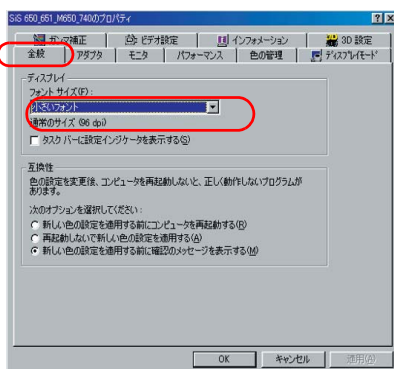 SiS 650_651_M650_740のプロパティ
ガンマ補正 ビデオ設定 インフォメーション 3D 設定
全般 アダプタ モニタ パフォーマンス 色の管理 ディスプレイモード
ディスプレイ
フォント サイズ(F):
小さいフォント
通常のサイズ (96 dpi)
タスク バーに設定インジケータを表示する(S)
互換性
色の設定を変更後、コンピュータを再起動しないと、正しく動作しないプログラムが
あります。
次のオプションを選択してください:
新しい色の設定を適用する前にコンピュータを再起動する(R)
再起動しないで新しい色の設定を適用する(A)
新しい色の設定を適用する前に確認のメッセージを表示する(M)
OK キャンセル 適用(A)